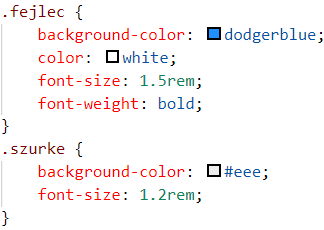 .fejlec {
    background-color: dodgerblue;
    color: white;
    font-size: 1.5rem;
    font-weight: bold;
}
.szurke {
    background-color: #eee;
    font-size: 1.2rem;
}